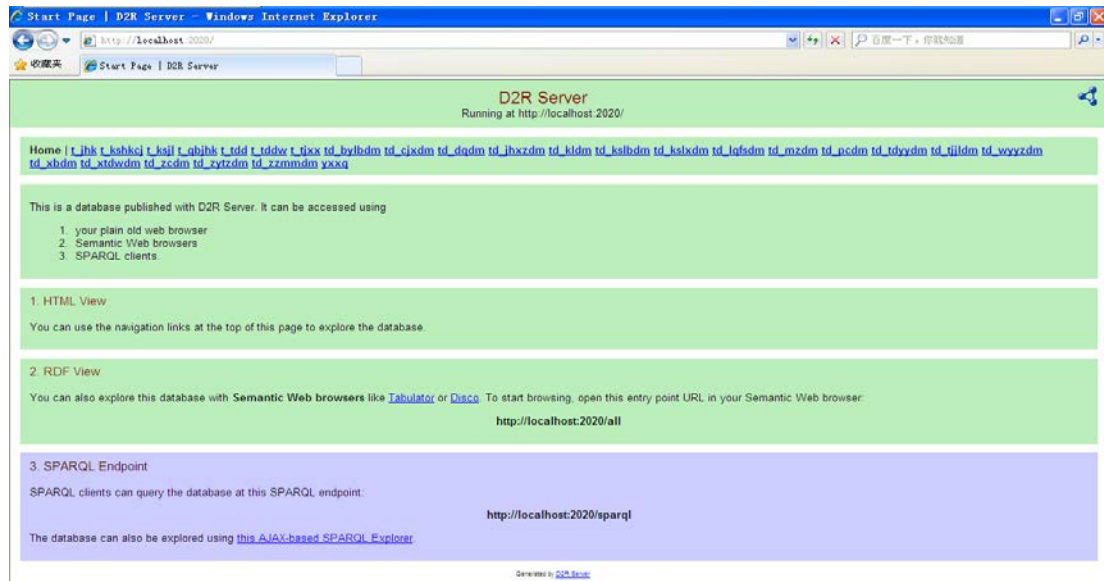 Start Page | D2R Server - Windows Internet Explorer
http://localhost:2020/
百度一下，你就知道
收藏夹
Start Page | D2R Server
D2R Server
Running at http://localhost:2020/
Home | t_jhk t_kshkcj t_ksjl t_qbjhk t_tdd t_tddw t_tjxx td_bylbdm td_cjxdm td_dqdm td_jhxzdm td_kldm td_kslbdm td_kslxdm td_lqfsdm td_mzdm td_pcdm td_tdyydm td_tjjldm td_wyyzdm
td_xbdm td_xtdwdm td_zcdm td_zytzdm td_zzmmdm yxxq
This is a database published with D2R Server. It can be accessed using
1. your plain old web browser
2. Semantic Web browsers
3. SPARQL clients.
1. HTML View
You can use the navigation links at the top of this page to explore the database.
2. RDF View
You can also explore this database with Semantic Web browsers like Tabulator or Disco. To start browsing, open this entry point URL in your Semantic Web browser:
http://localhost:2020/all
3. SPARQL Endpoint
SPARQL clients can query the database at this SPARQL endpoint:
http://localhost:2020/sparql
The database can also be explored using this AJAX-based SPARQL Explorer.
Generated by D2R Server